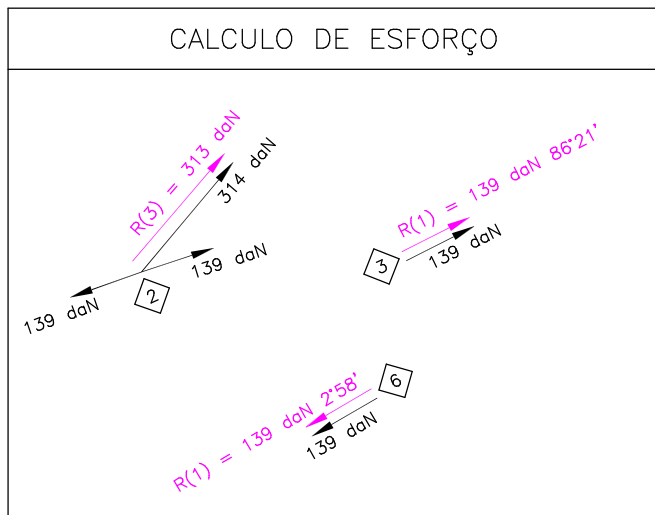 CALCULO DE ESFORÇO
R(3) = 313 daN
314 daN
139 daN
139 daN
2
R(1) = 139 daN 86°21'
139 daN
3
6
R(1) = 139 daN 2°58'
139 daN